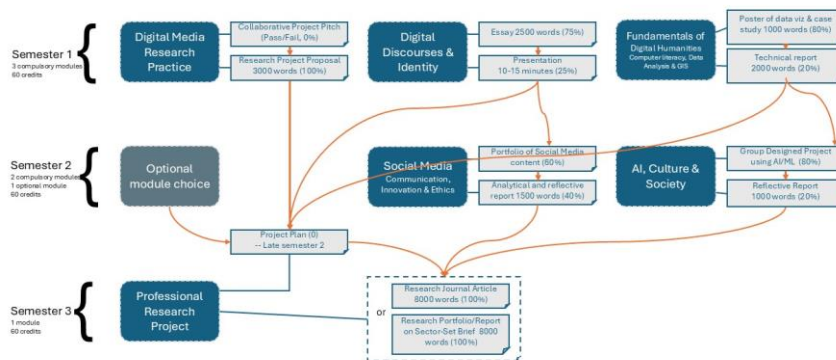 Semester 1
3 compulsory modules
60 credits
Digital Media
Research
Practice
Collaborative Project Pitch
(Pass/Fail, 0%)
Research Project Proposal
3000 words (100%)
Digital
Discourses &
Identity
Essay 2500 words (75%)
Presentation
10-15 minutes (25%)
Fundamentals of
Digital Humanities
Computer literacy, Data
Analysis & GIS
Poster of data viz & case
study 1000 words (80%)
Technical report
2000 words (20%)
Semester 2
2 compulsory modules
1 optional module
60 credits
Optional
module choice
Social Media
Communication,
Innovation & Ethics
Portfolio of Social Media
content (60%)
Analytical and reflective
report 1500 words (40%)
AI, Culture &
Society
Group Designed Project
using AI/ML (80%)
Reflective Report
1000 words (20%)
Project Plan (0)
-- Late semester 2
Semester 3
1 module
60 credits
Professional
Research
Project
or
Research Journal Article
8000 words (100%)
Research Portfolio/Report
on Sector-Set Brief 8000
words (100%)